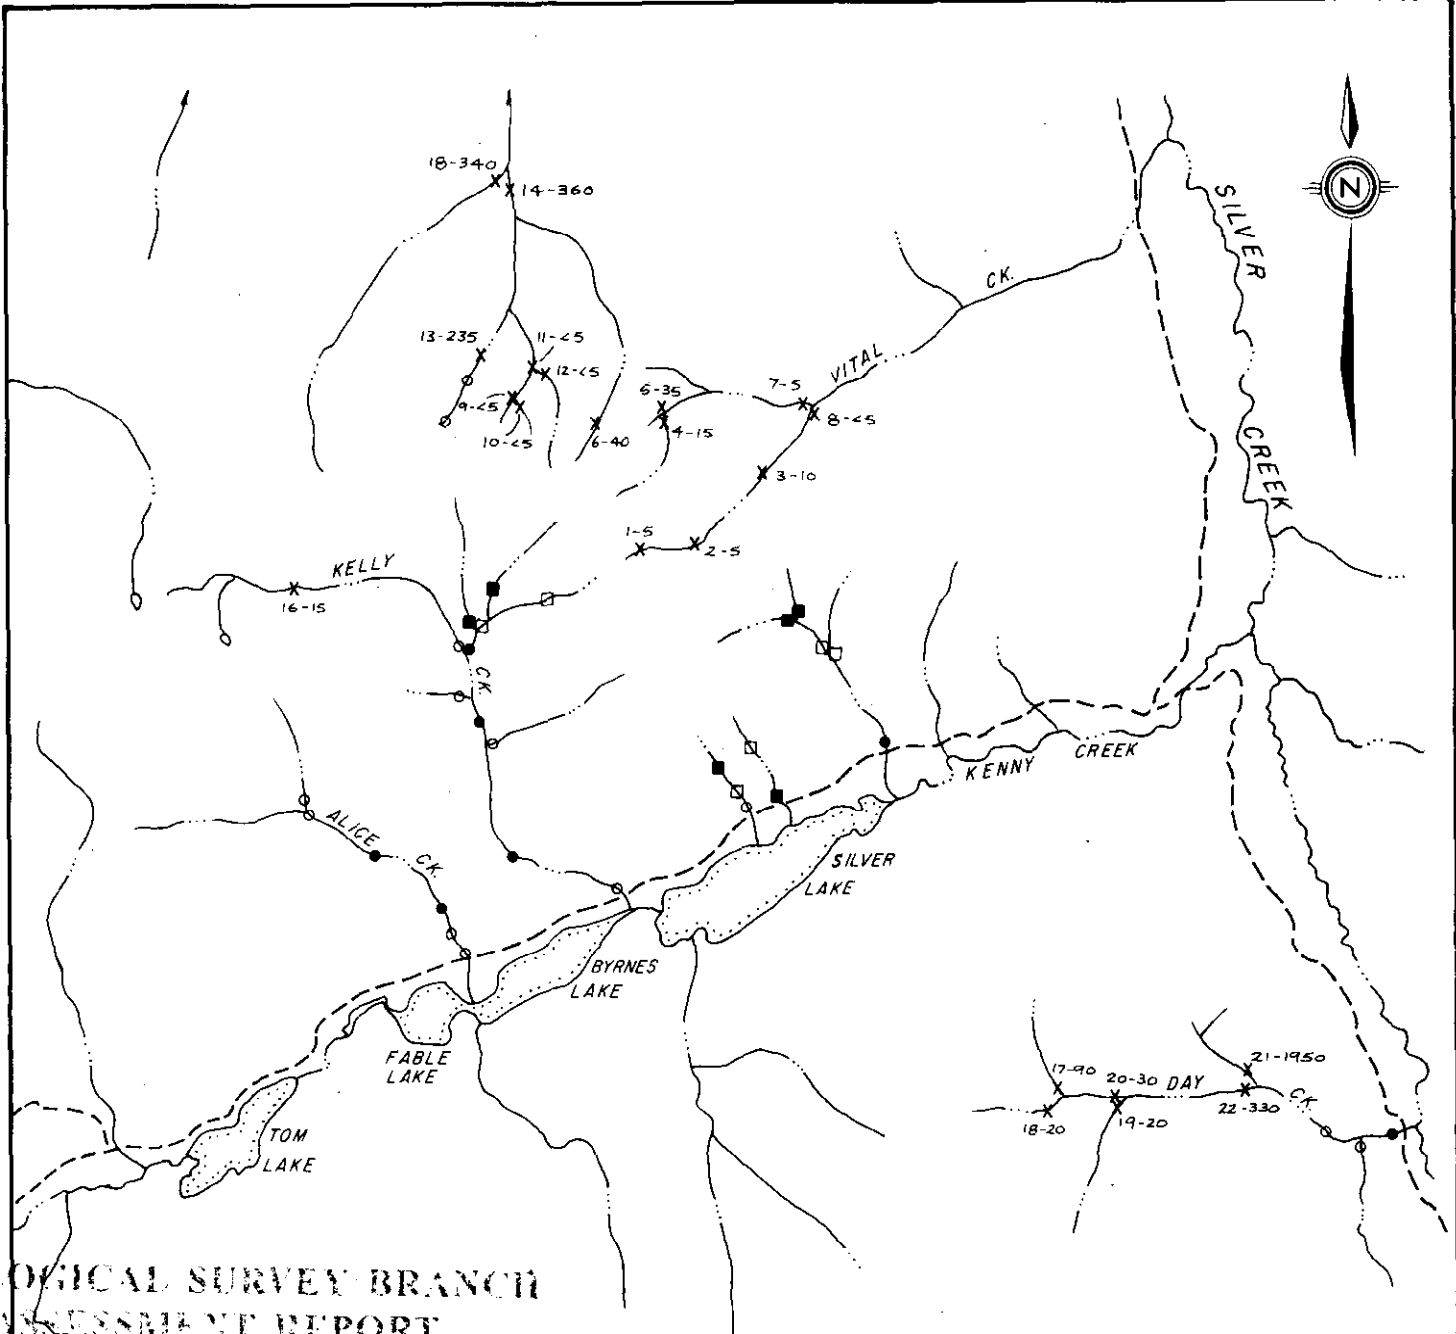 18-340
14-360
N
SILVER
CREEK
CK.
VITAL
13-235
11-<5
12-<5
9-<5
10-<5
6-40
6-35
4-15
7-5
8-<5
3-10
1-5
2-5
KELLY
CK.
16-15
ALICE
CK.
KENNY
CREEK
SILVER
LAKE
BYRNES
LAKE
FABLE
LAKE
TOM
LAKE
17-90
18-20
20-30
19-20
DAY
CK
21-1950
22-330
OGICAL SURVEY BRANCH
ASSESSMENT REPORT